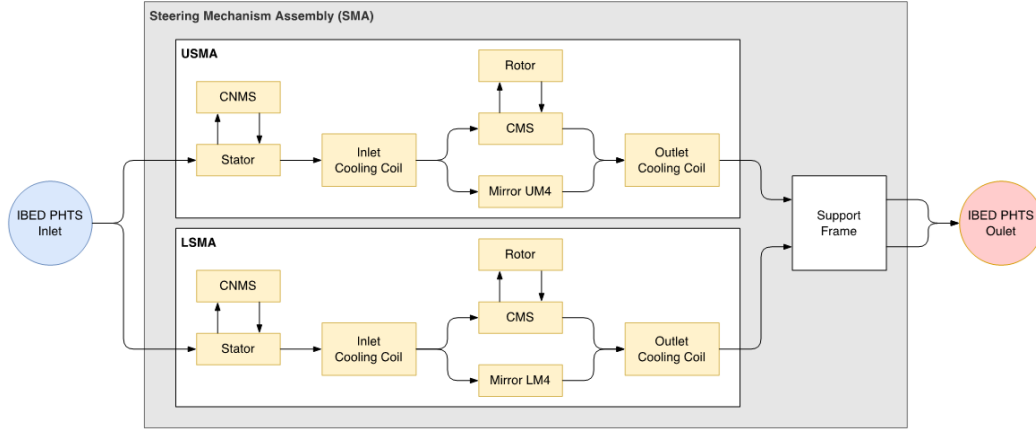 Steering Mechanism Assembly (SMA)
USMA
CNMS
Stator
Inlet
Cooling Coil
Rotor
CMS
Mirror UM4
Outlet
Cooling Coil
IBED PHTS
Inlet
Support
Frame
IBED PHTS
Oulet
LSMA
CNMS
Stator
Inlet
Cooling Coil
Rotor
CMS
Mirror LM4
Outlet
Cooling Coil